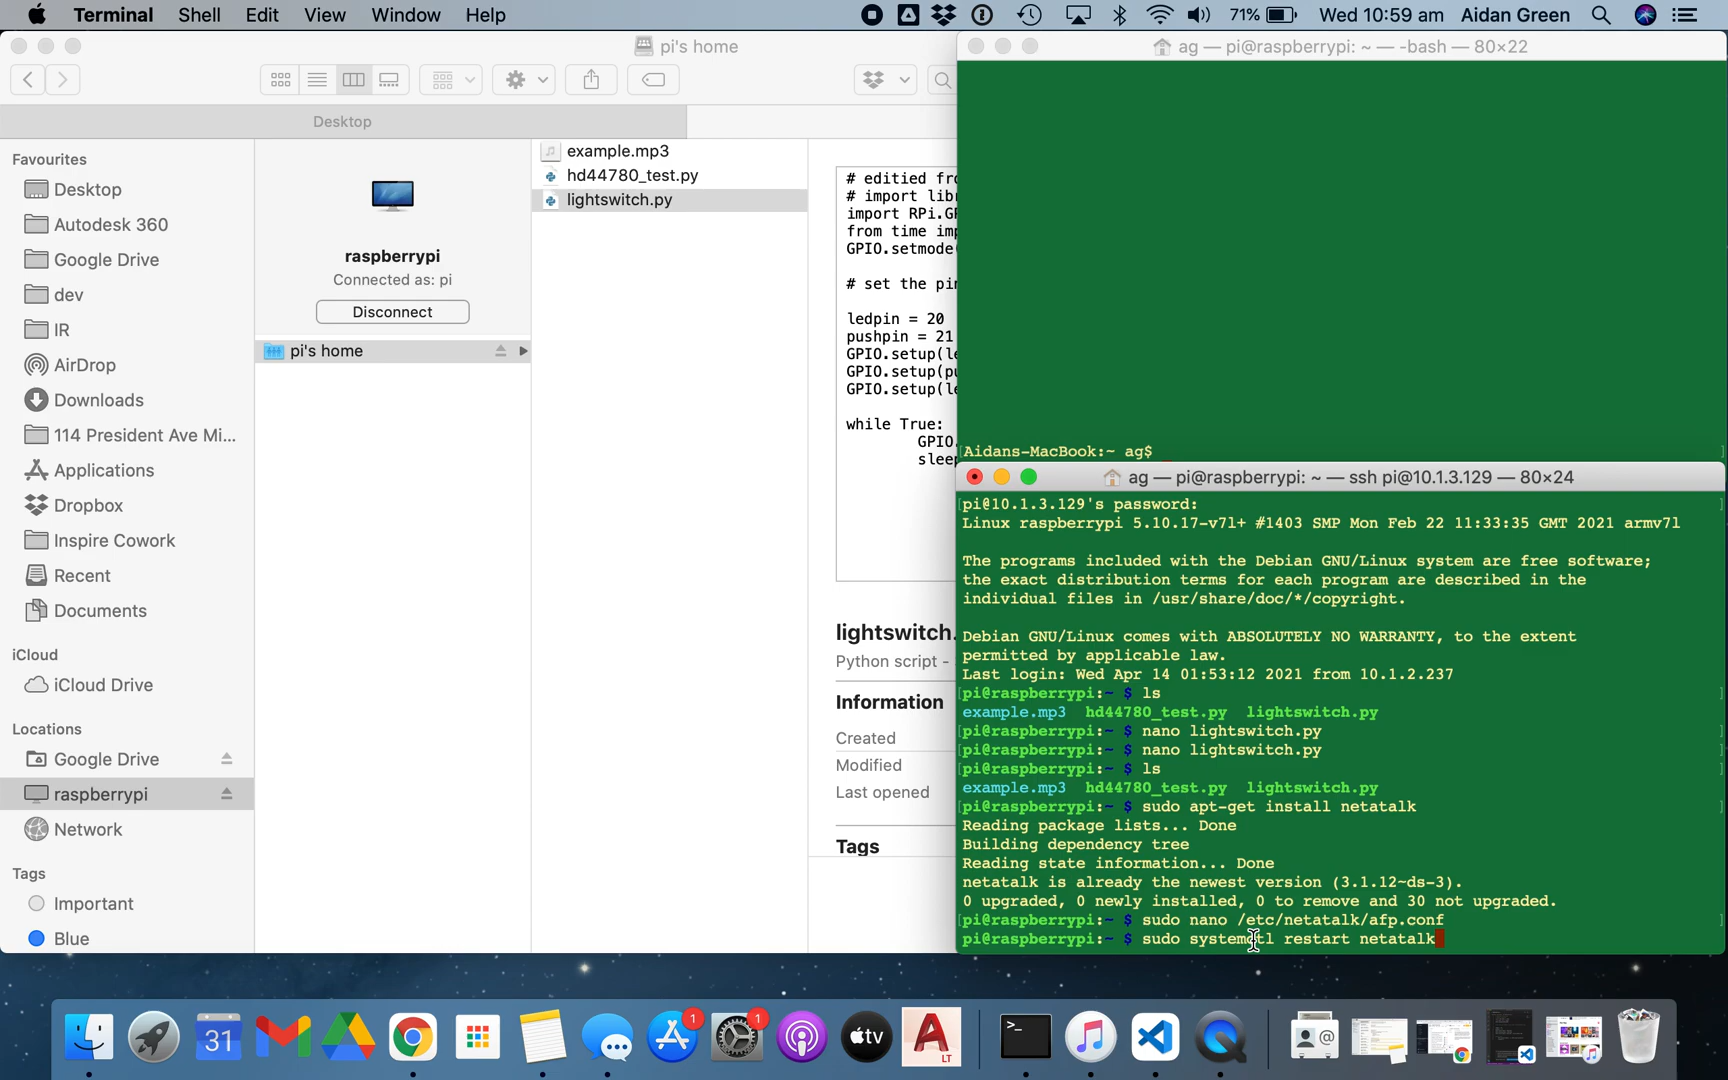 Terminal Shell Edit View Window Help 71% Wed 10:59 am Aidan Green
pi's home
Desktop
Favourites
Desktop
Autodesk 360
Google Drive
dev
IR
AirDrop
Downloads
114 President Ave Mi...
Applications
Dropbox
Inspire Cowork
Recent
Documents
iCloud
iCloud Drive
Locations
Google Drive
raspberrypi
Network
Tags
Important
Blue
raspberrypi
Connected as: pi
Disconnect
pi's home
example.mp3
hd44780_test.py
lightswitch.py
# editied fr
# import lib
import RPi.G
from time im
GPIO.setmode
# set the pi
ledpin = 20
pushpin = 21
GPIO.setup(l
GPIO.setup(p
GPIO.setup(l
while True:
GPIO.
slee
lightswitch.
Python script -
Information
Created
Modified
Last opened
Tags
ag — pi@raspberrypi: ~ — -bash — 80×22
Aidans-MacBook:~ ag$
ag — pi@raspberrypi: ~ — ssh pi@10.1.3.129 — 80×24
pi@10.1.3.129's password:
Linux raspberrypi 5.10.17-v7l+ #1403 SMP Mon Feb 22 11:33:35 GMT 2021 armv7l
The programs included with the Debian GNU/Linux system are free software;
the exact distribution terms for each program are described in the
individual files in /usr/share/doc/*/copyright.
Debian GNU/Linux comes with ABSOLUTELY NO WARRANTY, to the extent
permitted by applicable law.
Last login: Wed Apr 14 01:53:12 2021 from 10.1.2.237
pi@raspberrypi:~ $ ls
example.mp3 hd44780_test.py lightswitch.py
pi@raspberrypi:~ $ nano lightswitch.py
pi@raspberrypi:~ $ nano lightswitch.py
pi@raspberrypi:~ $ ls
example.mp3 hd44780_test.py lightswitch.py
pi@raspberrypi:~ $ sudo apt-get install netatalk
Reading package lists... Done
Building dependency tree
Reading state information... Done
netatalk is already the newest version (3.1.12~ds-3).
0 upgraded, 0 newly installed, 0 to remove and 30 not upgraded.
pi@raspberrypi:~ $ sudo nano /etc/netatalk/afp.conf
pi@raspberrypi:~ $ sudo systemctl restart netatalk
31
1
1
tv
A
LT
>_
@